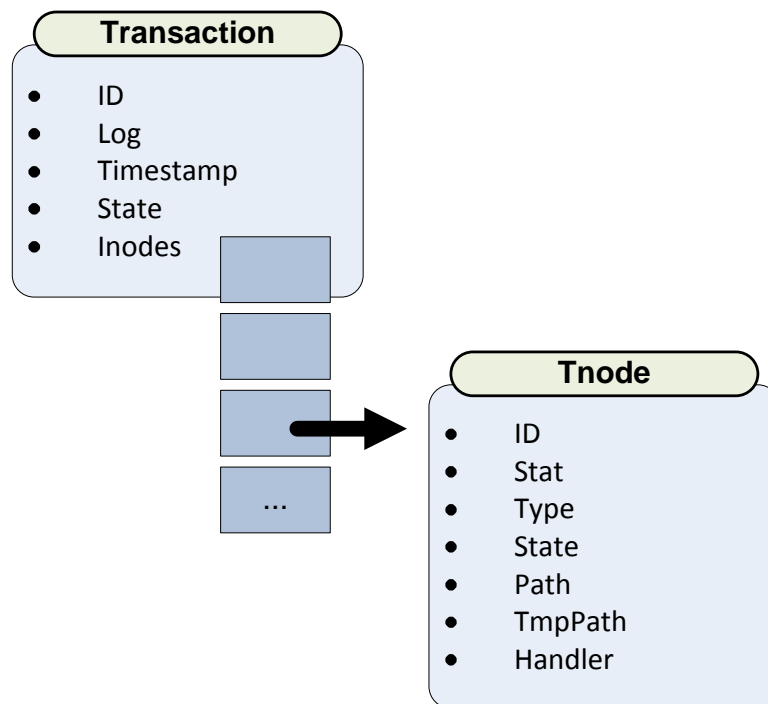 Transaction
• ID
• Log
• Timestamp
• State
• Inodes
...
Tnode
• ID
• Stat
• Type
• State
• Path
• TmpPath
• Handler